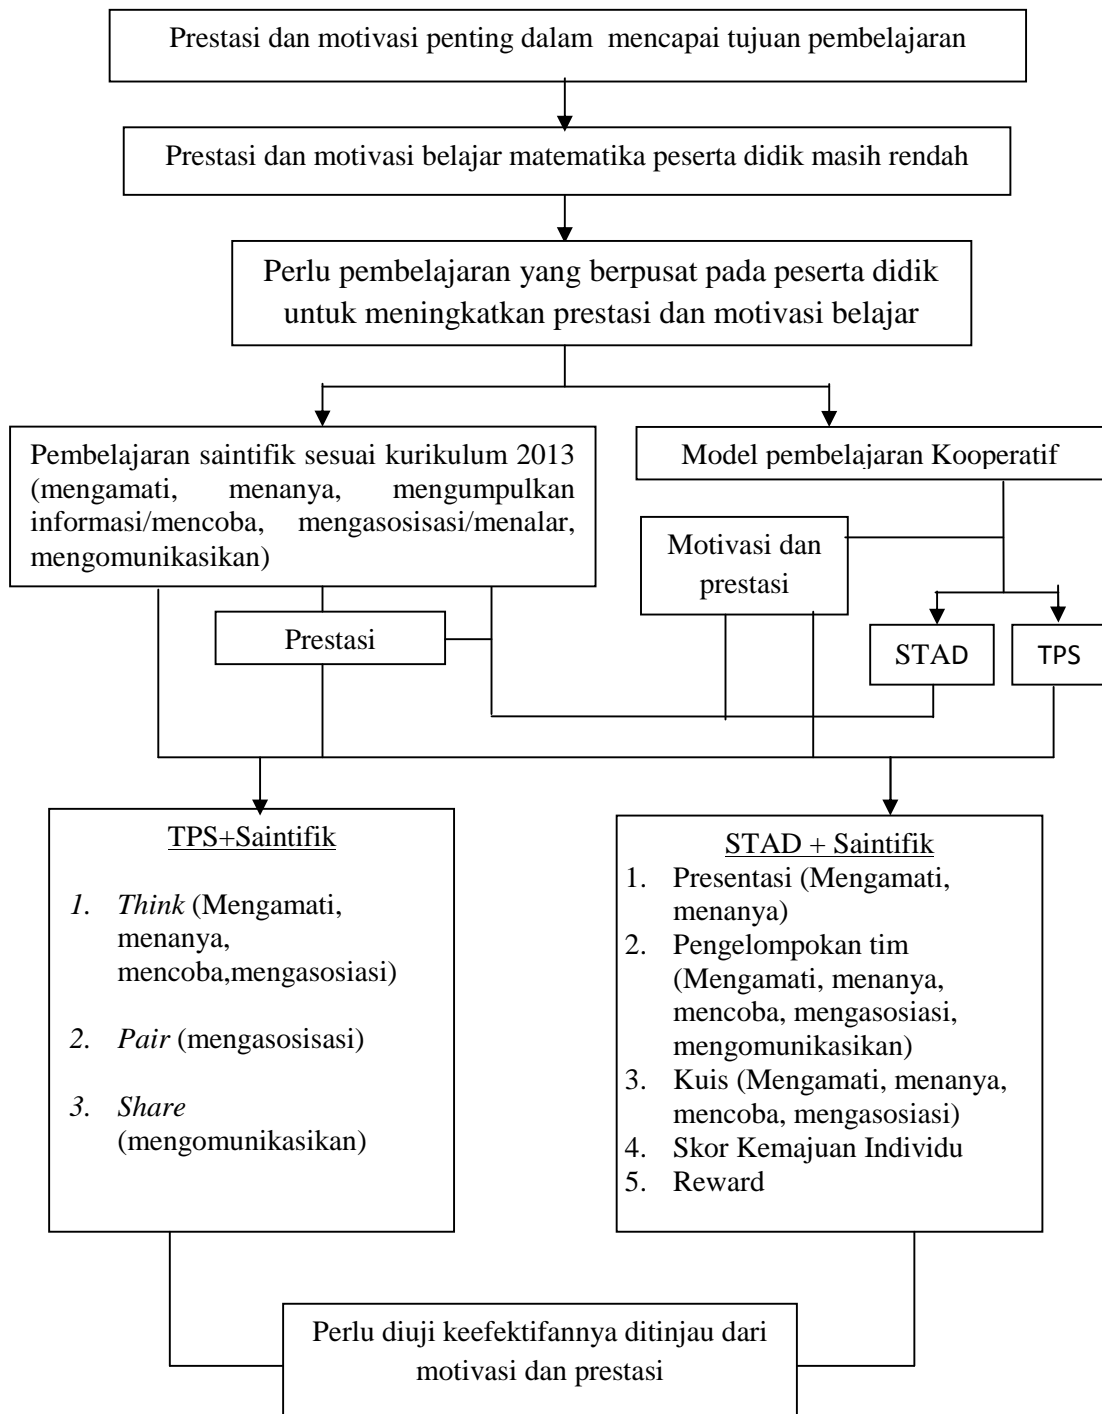 Prestasi dan motivasi penting dalam mencapai tujuan pembelajaran
Prestasi dan motivasi belajar matematika peserta didik masih rendah
Perlu pembelajaran yang berpusat pada peserta didik
untuk meningkatkan prestasi dan motivasi belajar
Pembelajaran saintifik sesuai kurikulum 2013
(mengamati, menanya, mengumpulkan
informasi/mencoba, mengasosisasi/menalar,
mengomunikasikan)
Model pembelajaran Kooperatif
Motivasi dan
prestasi
Prestasi
STAD
TPS
TPS+Saintifik
1. Think (Mengamati,
menanya,
mencoba,mengasosiasi)
2. Pair (mengasosisasi)
3. Share
(mengomunikasikan)
STAD + Saintifik
1. Presentasi (Mengamati,
menanya)
2. Pengelompokan tim
(Mengamati, menanya,
mencoba, mengasosiasi,
mengomunikasikan)
3. Kuis (Mengamati, menanya,
mencoba, mengasosiasi)
4. Skor Kemajuan Individu
5. Reward
Perlu diuji keefektifannya ditinjau dari
motivasi dan prestasi